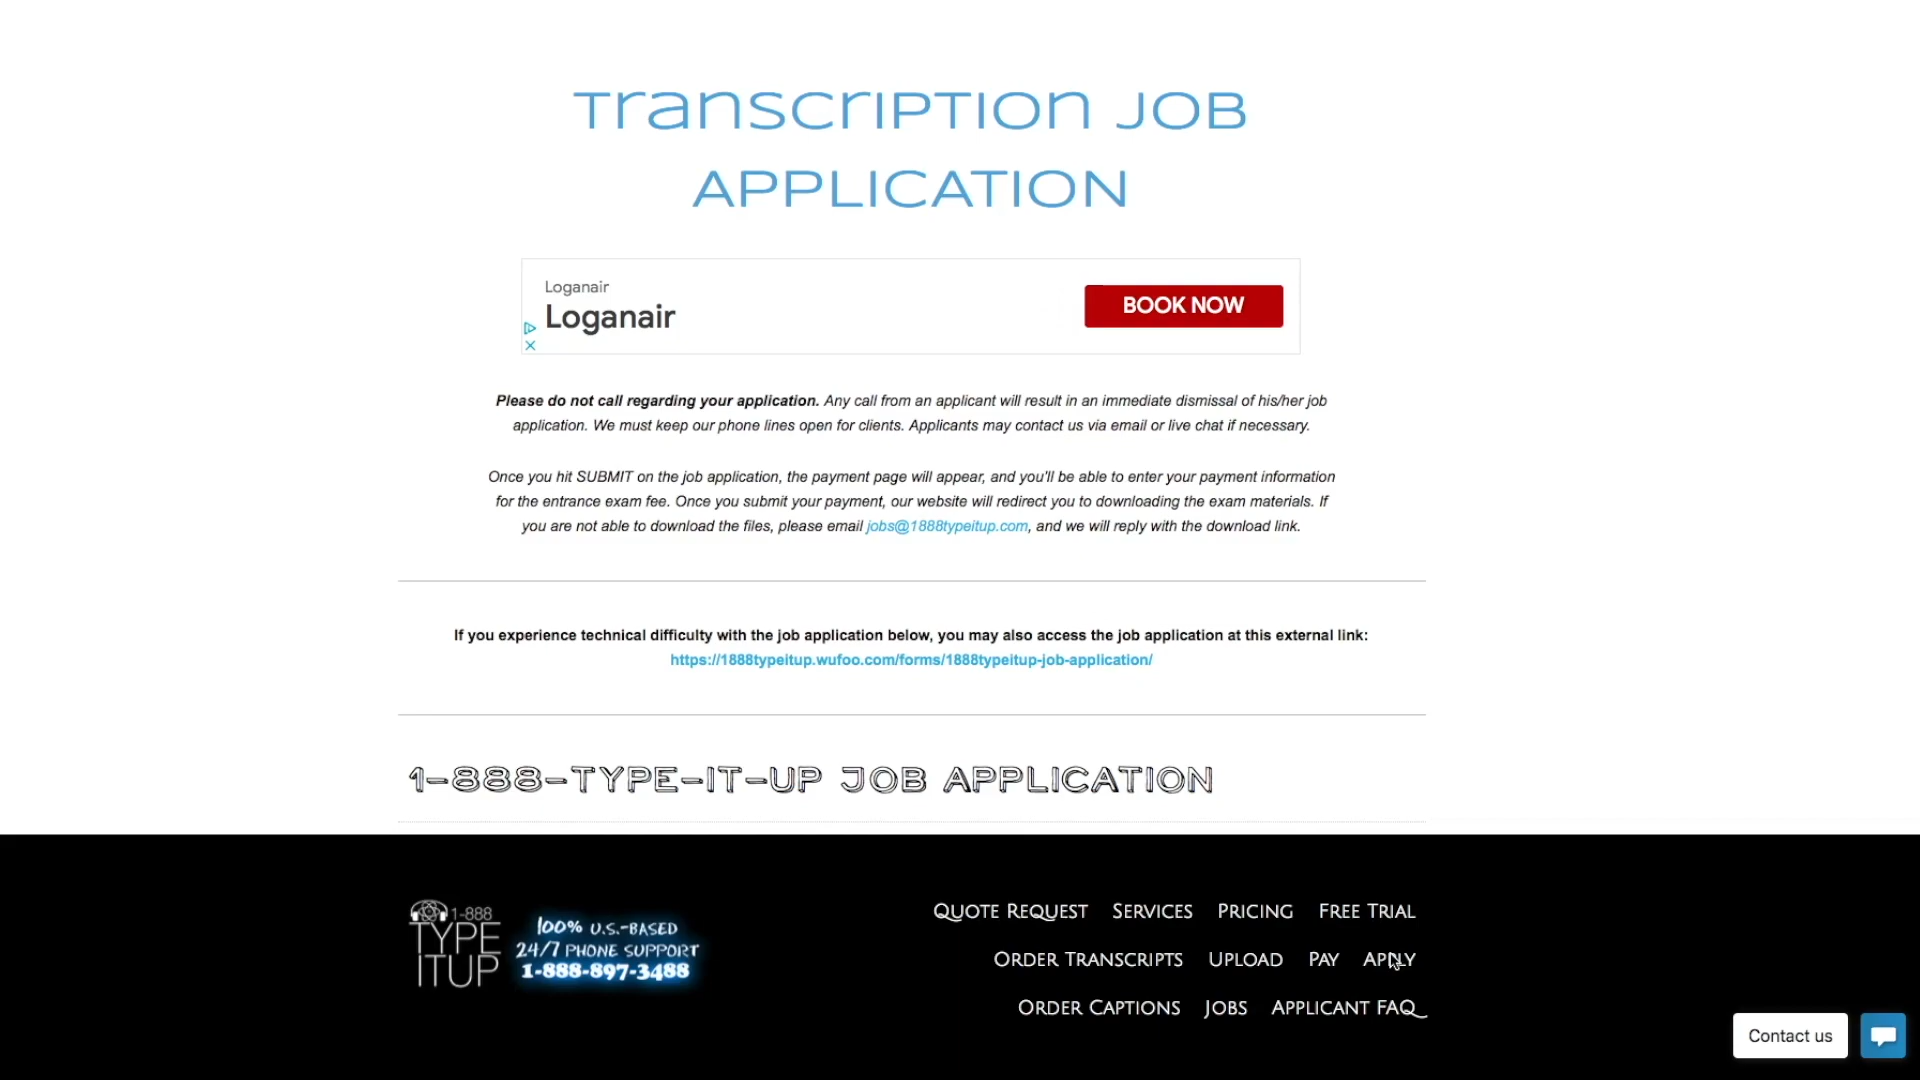 Transcription Job
Application
Loganair
Loganair
BOOK NOW
Please do not call regarding your application. Any call from an applicant will result in an immediate dismissal of his/her job
application. We must keep our phone lines open for clients. Applicants may contact us via email or live chat if necessary.
Once you hit SUBMIT on the job application, the payment page will appear, and you'll be able to enter your payment information
for the entrance exam fee. Once you submit your payment, our website will redirect you to downloading the exam materials. If
you are not able to download the files, please email jobs@1888typeitup.com, and we will reply with the download link.
If you experience technical difficulty with the job application below, you may also access the job application at this external link:
https://1888typeitup.wufoo.com/forms/1888typeitup-job-application/
1-888-TYPE-IT-UP JOB APPLICATION
1-888
TYPE
ITUP
100% U.S.-BASED
24/7 PHONE SUPPORT
1-888-897-3488
Quote Request Services Pricing Free Trial
Order Transcripts Upload Pay Apply
Order Captions Jobs Applicant FAQ
Contact us